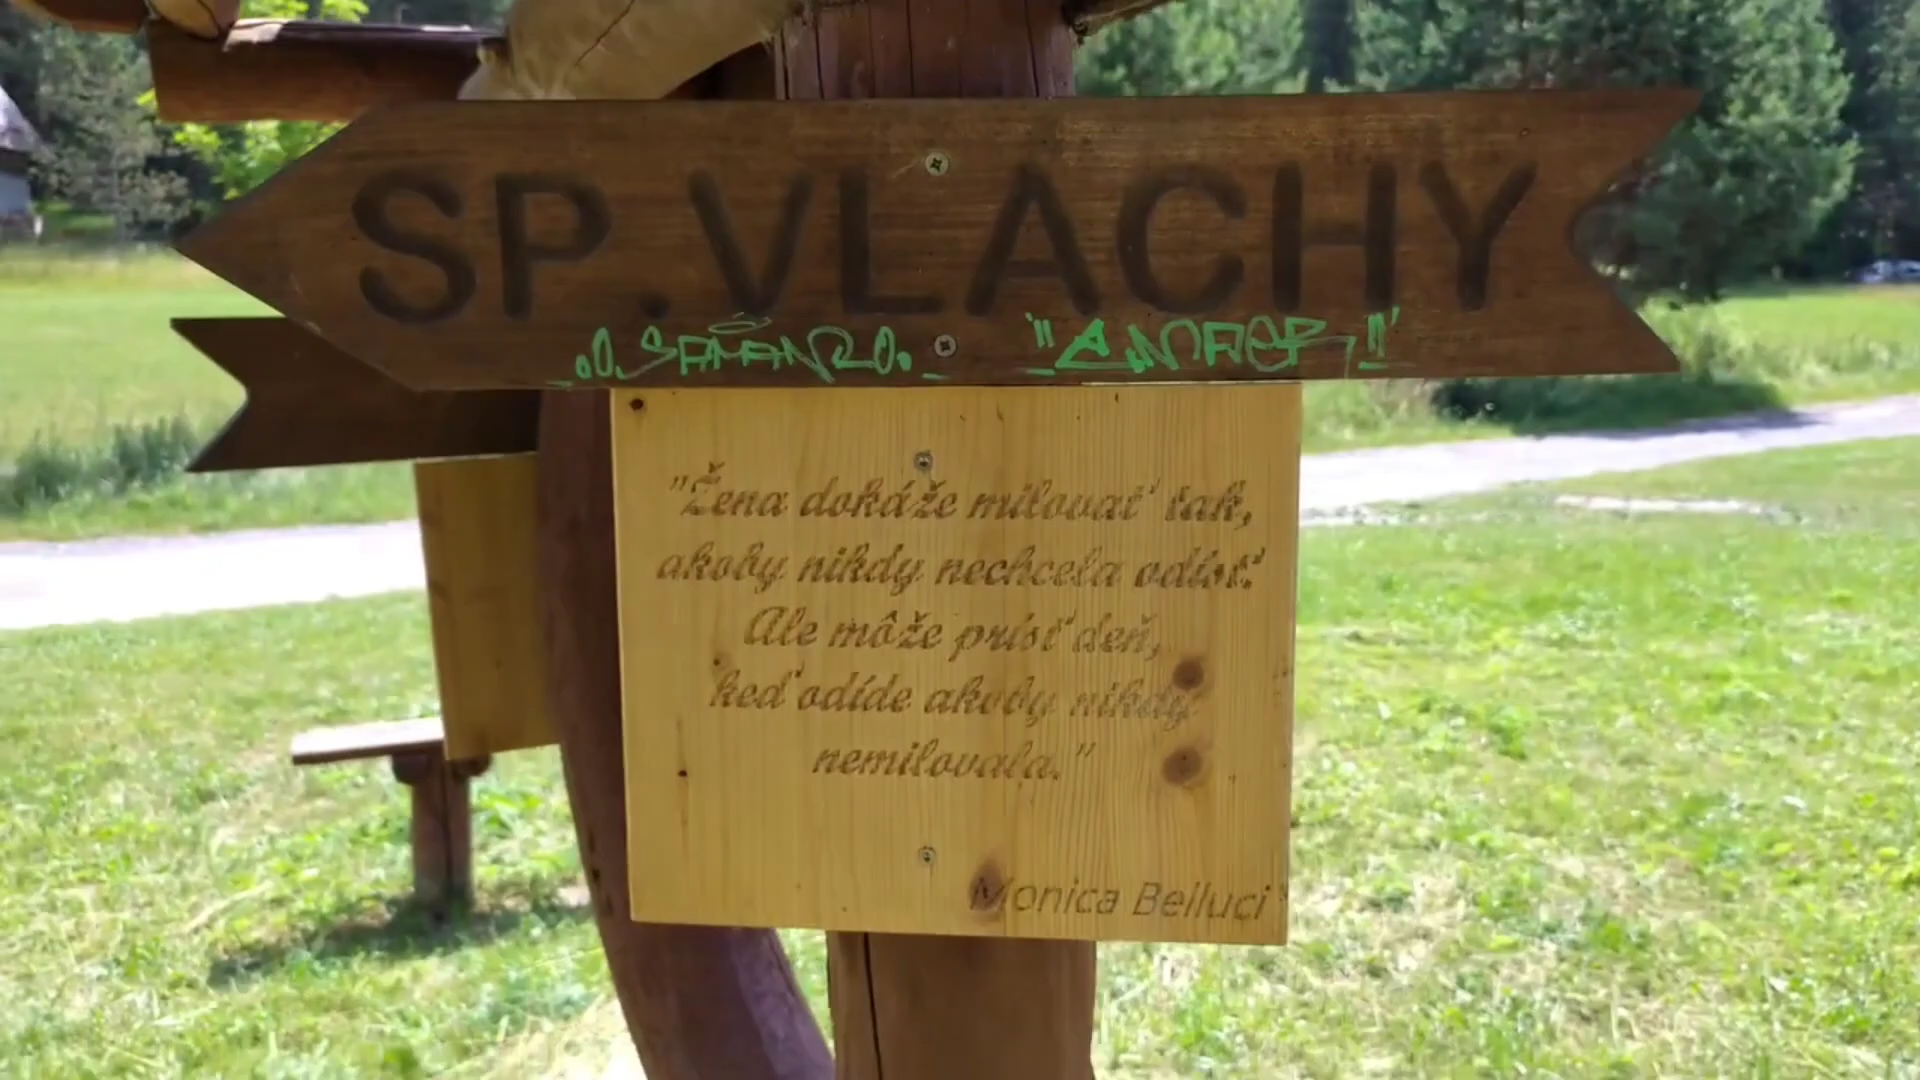 SP.VLACHY
"Žena dokáže milovať tak,
akoby nikdy nechcela odísť.
Ale môže prísť deň,
keď odíde akoby nikdy
nemilovala."
Monica Belluci